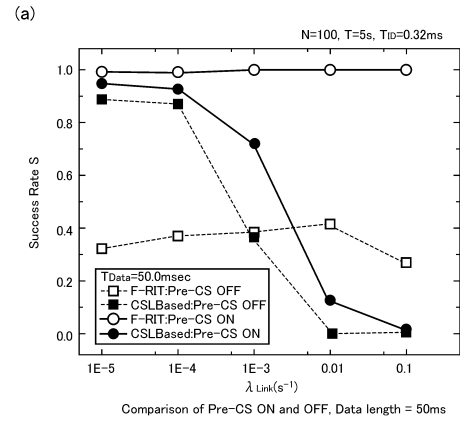 (a)
N=100, T=5s, TID=0.32ms
1.0
0.8
0.6
0.4
0.2
0.0
Success Rate S
TData=50.0msec
F-RIT:Pre-CS OFF
CSLBased:Pre-CS OFF
F-RIT:Pre-CS ON
CSLBased:Pre-CS ON
1E-5 1E-4 1E-3 0.01 0.1
λ Link(s⁻¹)
Comparison of Pre-CS ON and OFF, Data length = 50ms